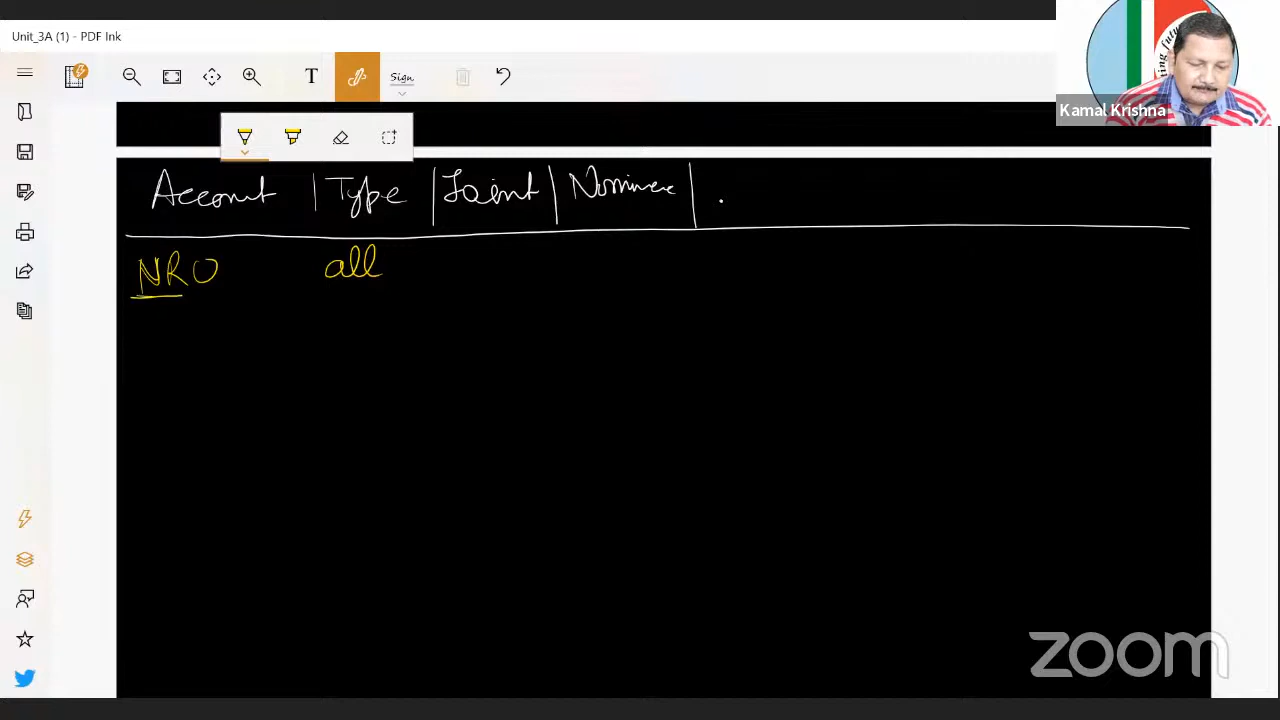 Unit_3A (1) - PDF Ink
T
Sign
Kamal Krishna
Account | Type | Joint | Nominee | .
NRO all
zoom